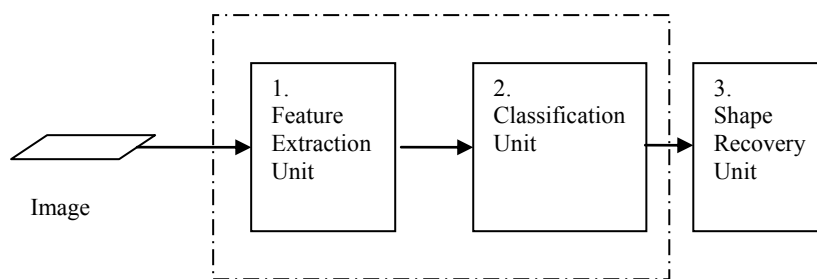 Image
1.
Feature
Extraction
Unit
2.
Classification
Unit
3.
Shape
Recovery
Unit